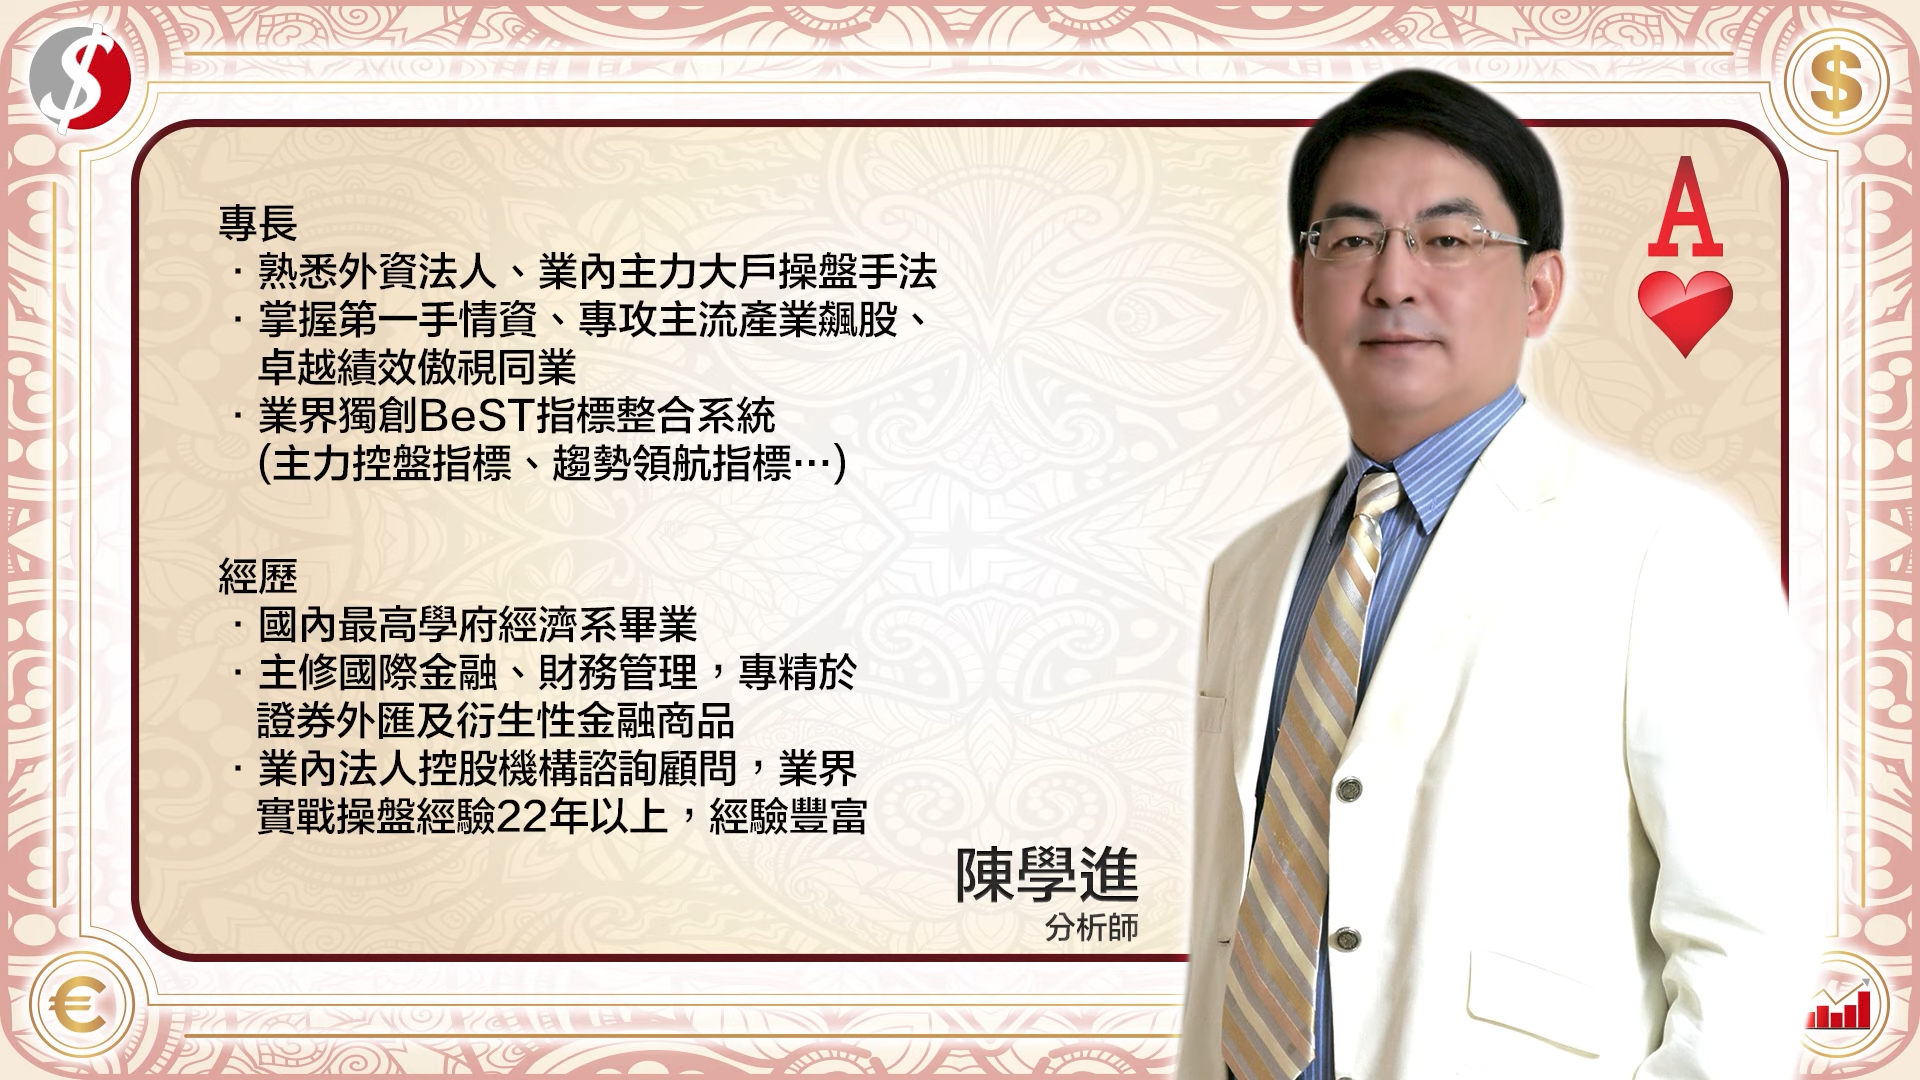 專長
·熟悉外資法人、業內主力大戶操盤手法
·掌握第一手情資、專攻主流產業飆股、
卓越績效傲視同業
·業界獨創BeST指標整合系統
(主力控盤指標、趨勢領航指標…)
經歷
·國內最高學府經濟系畢業
·主修國際金融、財務管理，專精於
證券外匯及衍生性金融商品
·業內法人控股機構諮詢顧問，業界
實戰操盤經驗22年以上，經驗豐富
陳學進
分析師
A
$
$
€